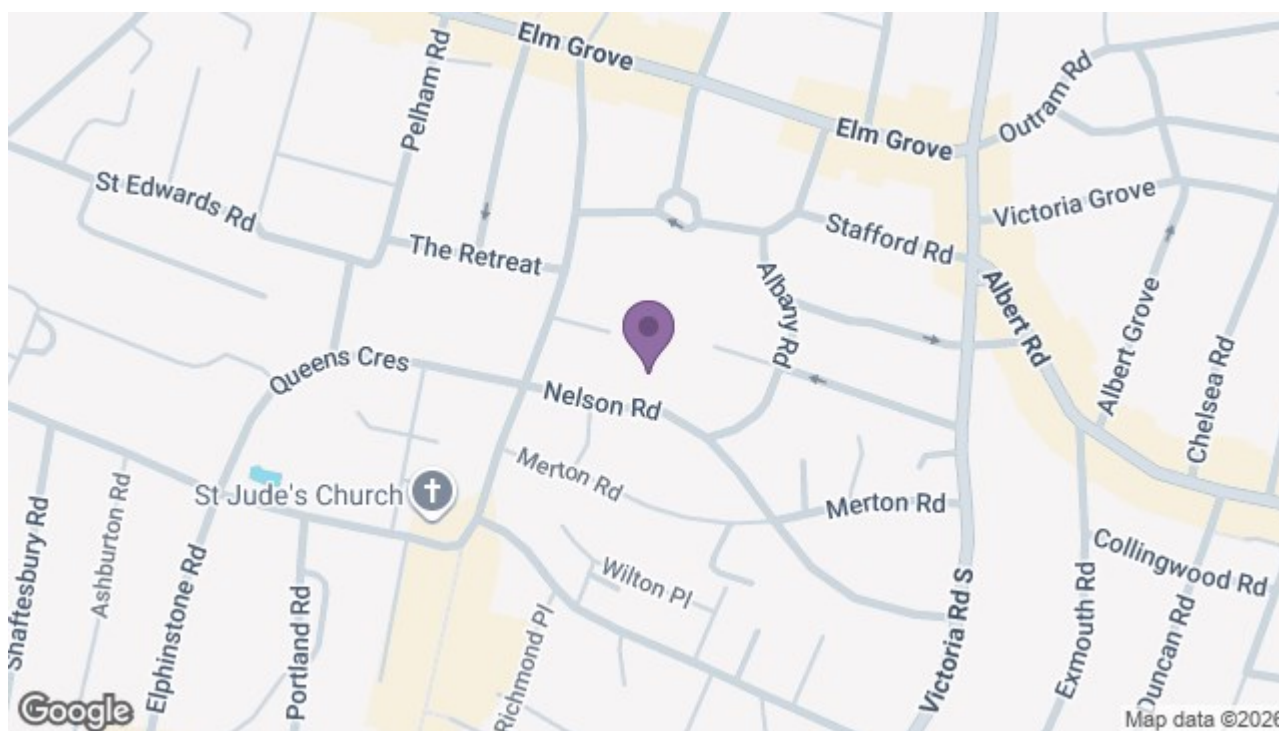 Elm Grove
Pelham Rd
Outram Rd
Elm Grove
St Edwards Rd
Victoria Grove
The Retreat
Stafford Rd
Albany Rd
Albert Rd
Albert Grove
Chelsea Rd
Queens Cres
Nelson Rd
Merton Rd
St Jude's Church
Merton Rd
Shaftesbury Rd
Ashburton Rd
Elphinstone Rd
Portland Rd
Wilton Pl
Collingwood Rd
Richmond Pl
Victoria Rd S
Exmouth Rd
Duncan Rd
Google
Map data ©2026